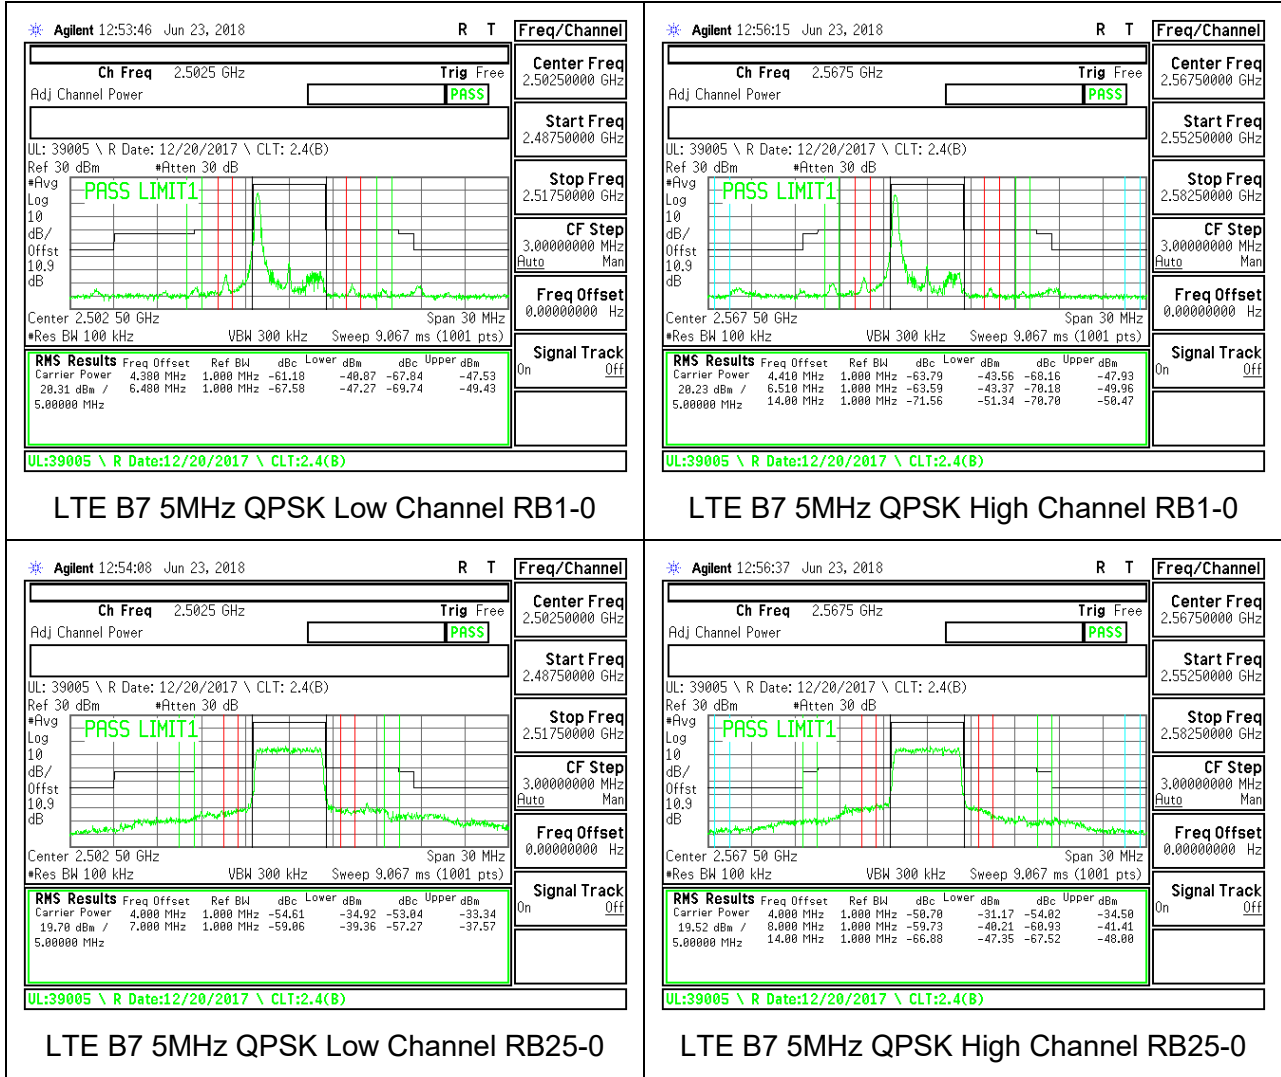 Agilent 12:53:46 Jun 23, 2018 R T Freq/Channel
Ch Freq 2.5025 GHz Trig Free
Adj Channel Power PASS
Center Freq
2.50250000 GHz
Start Freq
2.48750000 GHz
UL: 39005 \ R Date: 12/20/2017 \ CLT: 2.4(B)
Ref 30 dBm #Atten 30 dB
#Avg
Log
10
dB/
Offst
10.9
dB
PASS LIMIT1
Stop Freq
2.51750000 GHz
CF Step
3.00000000 MHz
Auto Man
Freq Offset
0.00000000 Hz
Center 2.502 50 GHz Span 30 MHz
#Res BW 100 kHz VBW 300 kHz Sweep 9.067 ms (1001 pts)
Signal Track
On Off
RMS Results Freq Offset Ref BW dBc Lower dBm dBc Upper dBm
Carrier Power 4.380 MHz 1.000 MHz -61.18 -40.87 -67.84 -47.53
20.31 dBm / 6.480 MHz 1.000 MHz -67.58 -47.27 -69.74 -49.43
5.00000 MHz
UL:39005 \ R Date:12/20/2017 \ CLT:2.4(B)
LTE B7 5MHz QPSK Low Channel RB1-0
Agilent 12:56:15 Jun 23, 2018 R T Freq/Channel
Ch Freq 2.5675 GHz Trig Free
Adj Channel Power PASS
Center Freq
2.56750000 GHz
Start Freq
2.55250000 GHz
UL: 39005 \ R Date: 12/20/2017 \ CLT: 2.4(B)
Ref 30 dBm #Atten 30 dB
#Avg
Log
10
dB/
Offst
10.9
dB
PASS LIMIT1
Stop Freq
2.58250000 GHz
CF Step
3.00000000 MHz
Auto Man
Freq Offset
0.00000000 Hz
Center 2.567 50 GHz Span 30 MHz
#Res BW 100 kHz VBW 300 kHz Sweep 9.067 ms (1001 pts)
Signal Track
On Off
RMS Results Freq Offset Ref BW dBc Lower dBm dBc Upper dBm
Carrier Power 4.410 MHz 1.000 MHz -63.79 -43.56 -68.16 -47.93
20.23 dBm / 6.510 MHz 1.000 MHz -63.59 -43.37 -70.18 -49.96
5.00000 MHz 14.00 MHz 1.000 MHz -71.56 -51.34 -70.70 -50.47
UL:39005 \ R Date:12/20/2017 \ CLT:2.4(B)
LTE B7 5MHz QPSK High Channel RB1-0
Agilent 12:54:08 Jun 23, 2018 R T Freq/Channel
Ch Freq 2.5025 GHz Trig Free
Adj Channel Power PASS
Center Freq
2.50250000 GHz
Start Freq
2.48750000 GHz
UL: 39005 \ R Date: 12/20/2017 \ CLT: 2.4(B)
Ref 30 dBm #Atten 30 dB
#Avg
Log
10
dB/
Offst
10.9
dB
PASS LIMIT1
Stop Freq
2.51750000 GHz
CF Step
3.00000000 MHz
Auto Man
Freq Offset
0.00000000 Hz
Center 2.502 50 GHz Span 30 MHz
#Res BW 100 kHz VBW 300 kHz Sweep 9.067 ms (1001 pts)
Signal Track
On Off
RMS Results Freq Offset Ref BW dBc Lower dBm dBc Upper dBm
Carrier Power 4.000 MHz 1.000 MHz -54.61 -34.92 -53.04 -33.34
19.70 dBm / 7.000 MHz 1.000 MHz -59.06 -39.36 -57.27 -37.57
5.00000 MHz
UL:39005 \ R Date:12/20/2017 \ CLT:2.4(B)
LTE B7 5MHz QPSK Low Channel RB25-0
Agilent 12:56:37 Jun 23, 2018 R T Freq/Channel
Ch Freq 2.5675 GHz Trig Free
Adj Channel Power PASS
Center Freq
2.56750000 GHz
Start Freq
2.55250000 GHz
UL: 39005 \ R Date: 12/20/2017 \ CLT: 2.4(B)
Ref 30 dBm #Atten 30 dB
#Avg
Log
10
dB/
Offst
10.9
dB
PASS LIMIT1
Stop Freq
2.58250000 GHz
CF Step
3.00000000 MHz
Auto Man
Freq Offset
0.00000000 Hz
Center 2.567 50 GHz Span 30 MHz
#Res BW 100 kHz VBW 300 kHz Sweep 9.067 ms (1001 pts)
Signal Track
On Off
RMS Results Freq Offset Ref BW dBc Lower dBm dBc Upper dBm
Carrier Power 4.000 MHz 1.000 MHz -50.70 -31.17 -54.02 -34.50
19.52 dBm / 8.000 MHz 1.000 MHz -59.73 -40.21 -60.93 -41.41
5.00000 MHz 14.00 MHz 1.000 MHz -66.88 -47.35 -67.52 -48.00
UL:39005 \ R Date:12/20/2017 \ CLT:2.4(B)
LTE B7 5MHz QPSK High Channel RB25-0